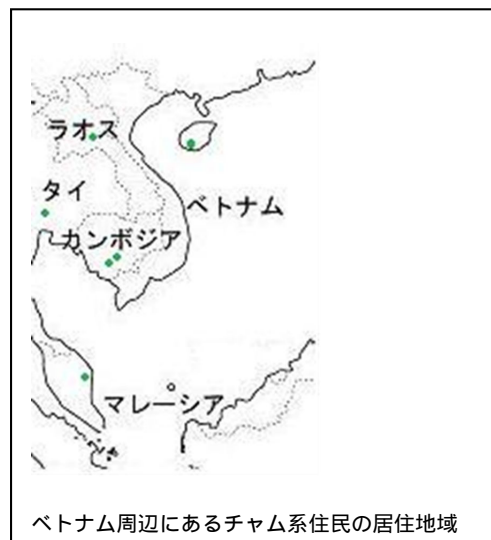 ラオス
タイ
ベトナム
カンボジア
マレーシア
ベトナム周辺にあるチャム系住民の居住地域